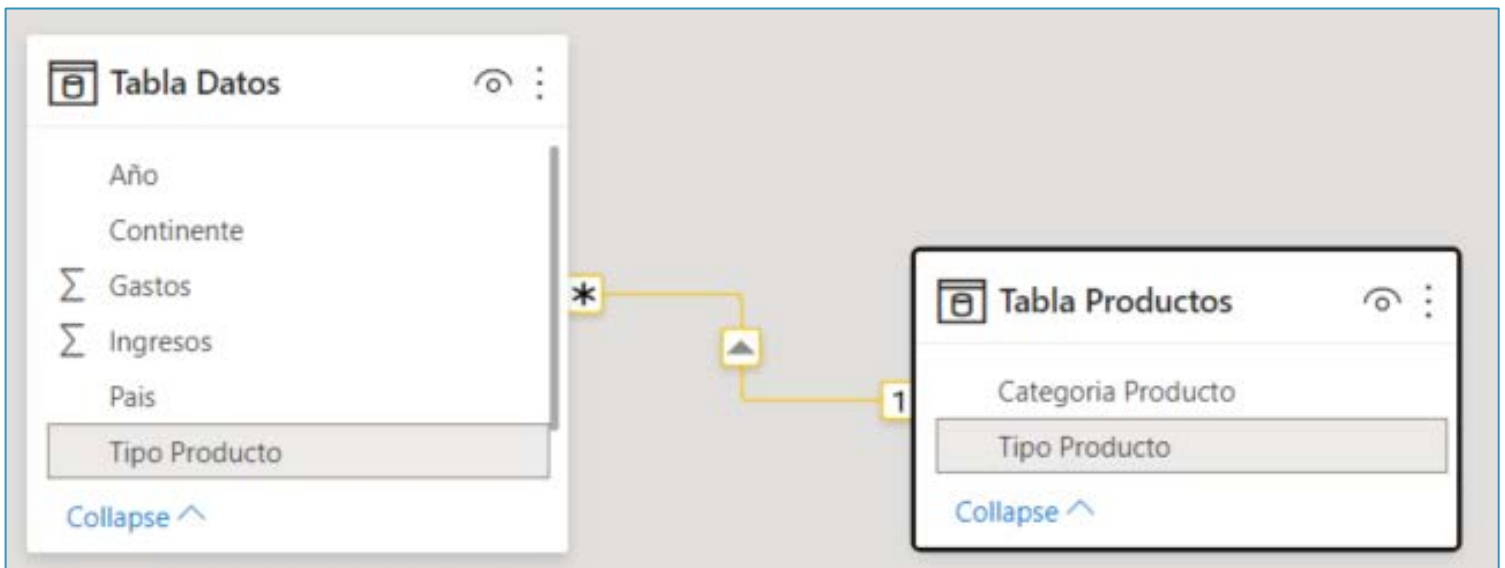 Tabla Datos
Año
Continente
Σ Gastos
Σ Ingresos
Pais
Tipo Producto
Collapse
*
1
Tabla Productos
Categoria Producto
Tipo Producto
Collapse